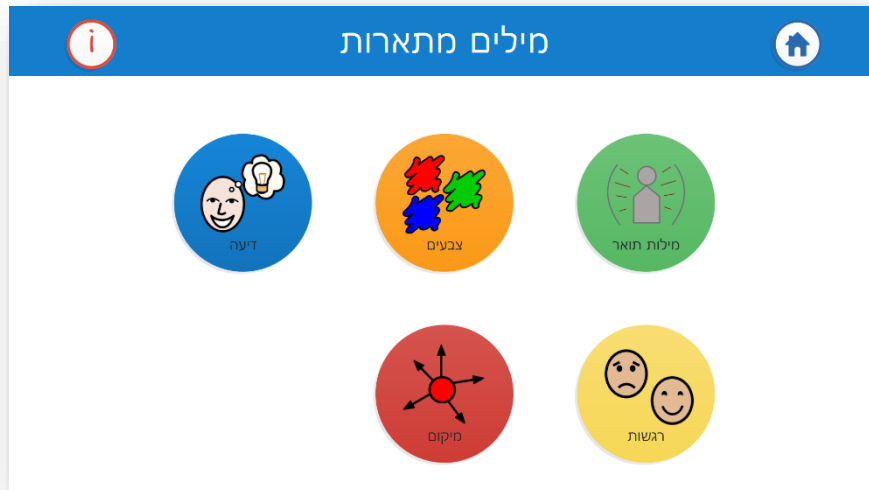 מילים מתארות
i
מילות תואר
צבעים
דיעה
רגשות
מיקום